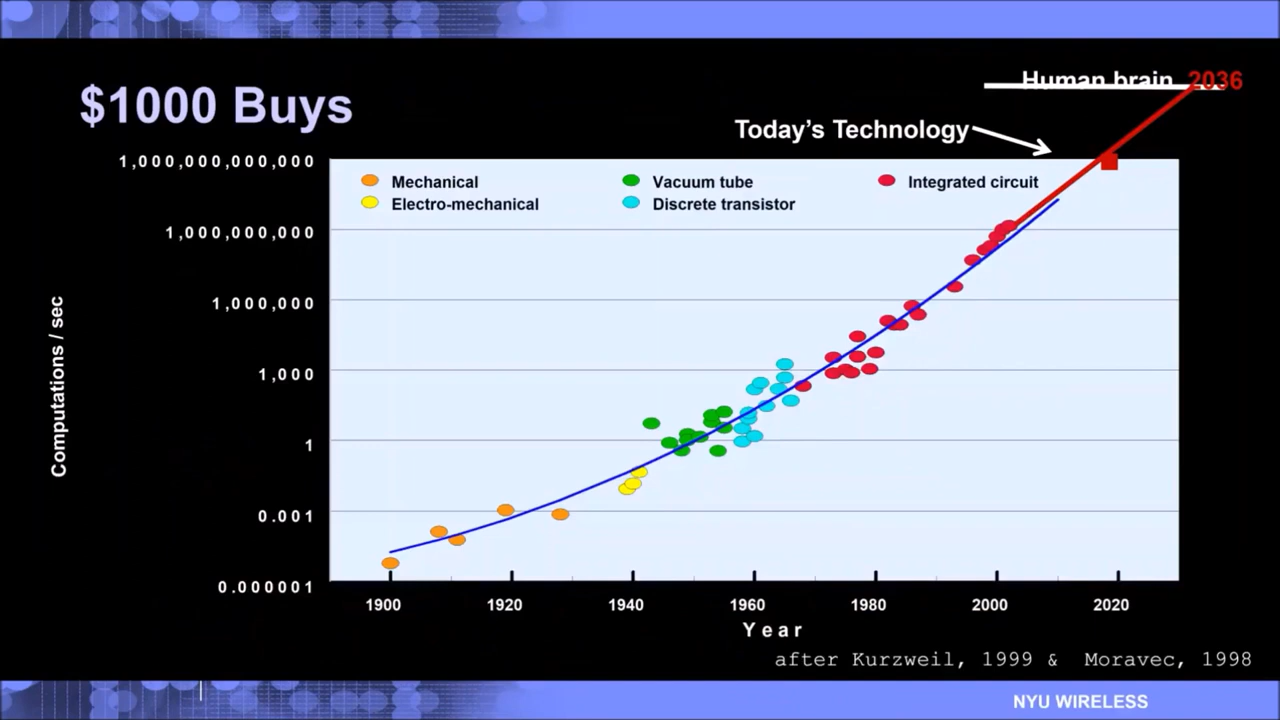 Human brain 2036
$1000 Buys
Today's Technology
1,000,000,000,000
Mechanical
Vacuum tube
Integrated circuit
Electro-mechanical
Discrete transistor
1,000,000,000
1,000,000
1,000
1
0.001
0.000001
Computations / sec
1900 1920 1940 1960 1980 2000 2020
Year
after Kurzweil, 1999 & Moravec, 1998
NYU WIRELESS